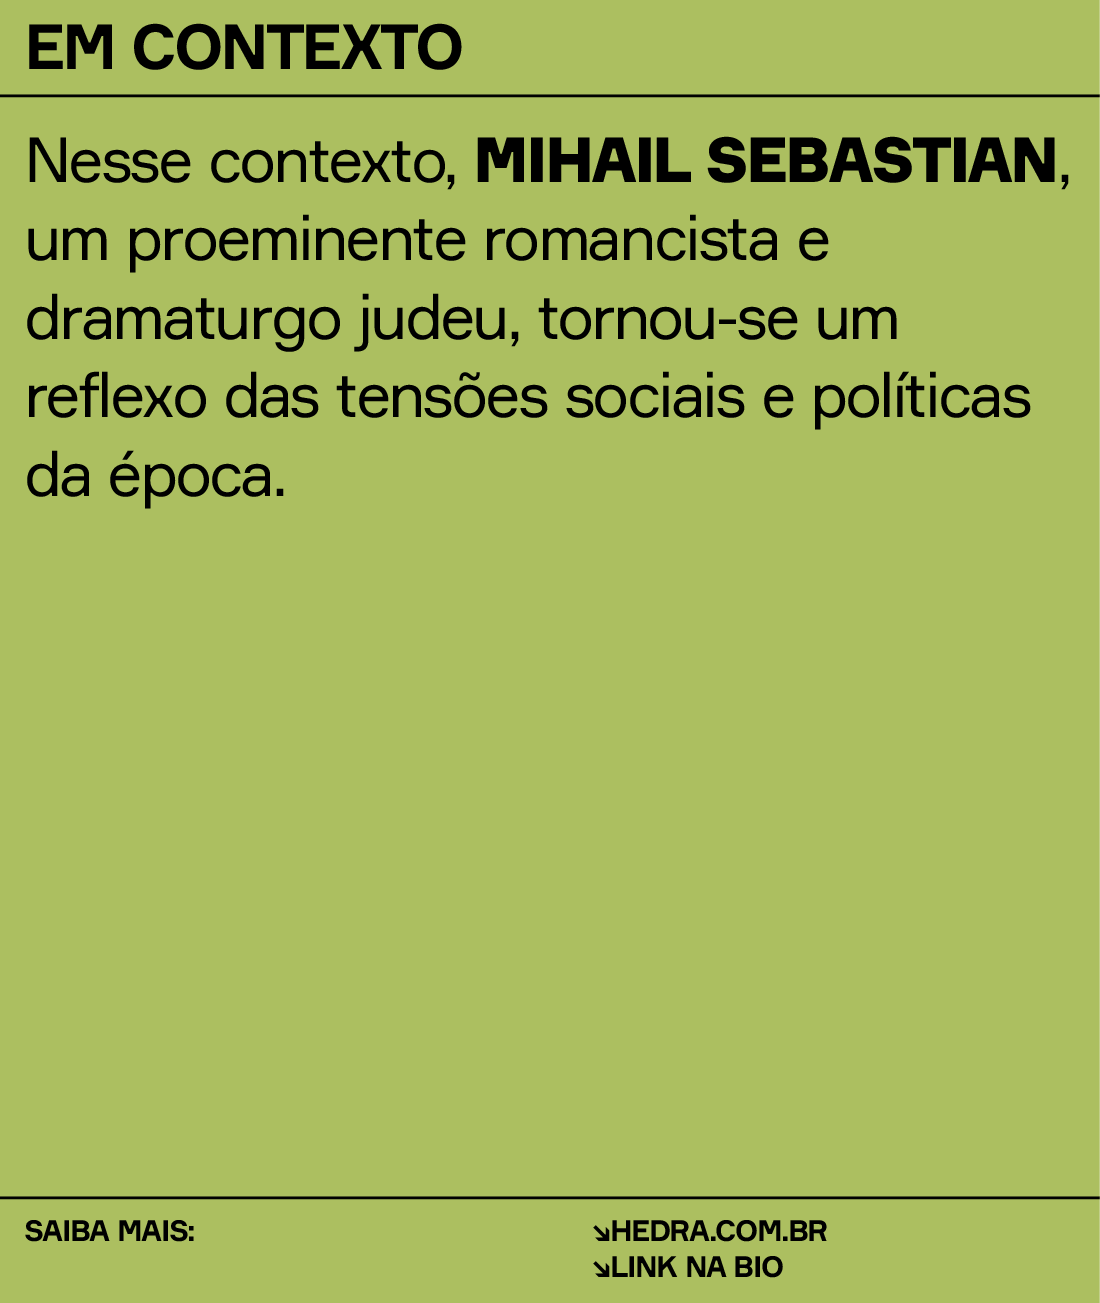 EM CONTEXTO
Nesse contexto, MIHAIL SEBASTIAN,
um proeminente romancista e
dramaturgo judeu, tornou-se um
reflexo das tensões sociais e políticas
da época.
SAIBA MAIS:
↘HEDRA.COM.BR
↘LINK NA BIO